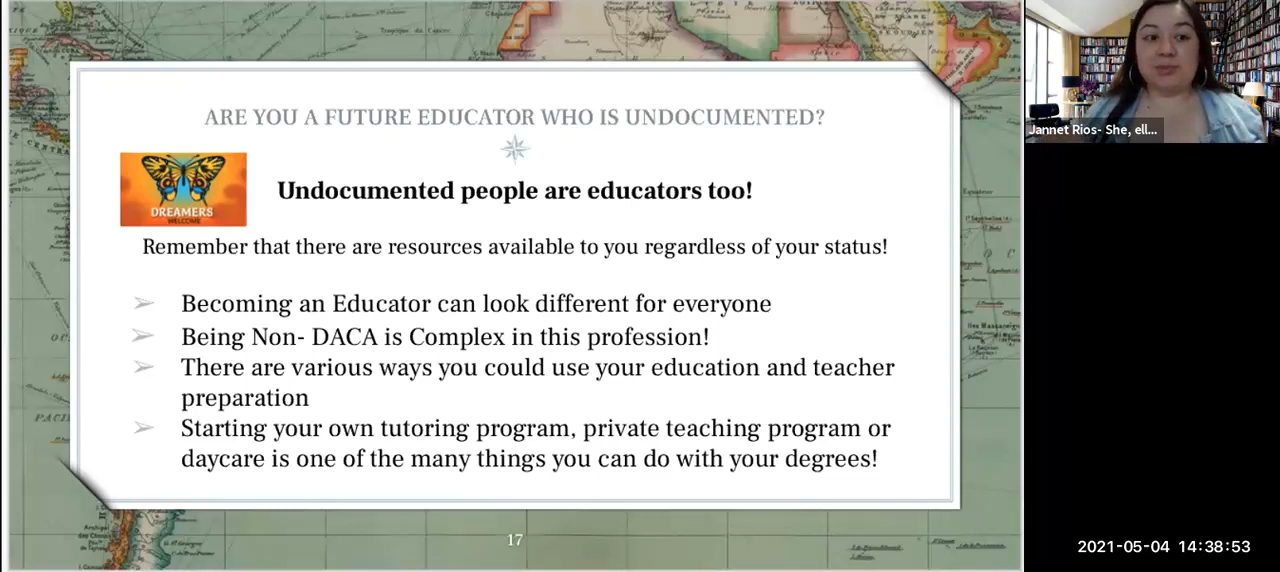 ARE YOU A FUTURE EDUCATOR WHO IS UNDOCUMENTED?
DREAMERS
WELCOME
Undocumented people are educators too!
Remember that there are resources available to you regardless of your status!
➢ Becoming an Educator can look different for everyone
➢ Being Non- DACA is Complex in this profession!
➢ There are various ways you could use your education and teacher
preparation
➢ Starting your own tutoring program, private teaching program or
daycare is one of the many things you can do with your degrees!
17
Jannet Rios- She, ell...
2021-05-04 14:38:53